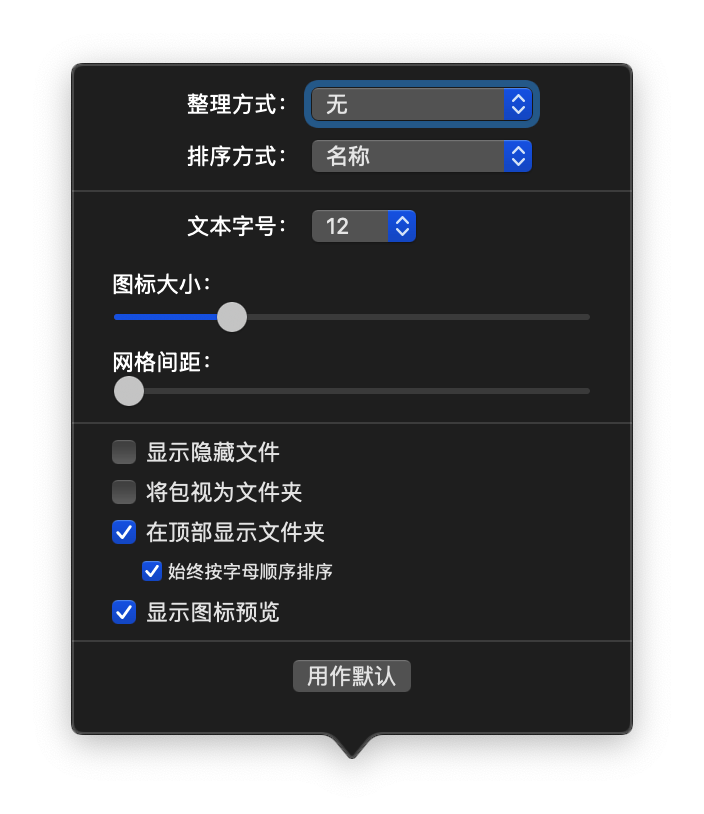 整理方式： 无
排序方式： 名称
文本字号： 12
图标大小：
网格间距：
显示隐藏文件
将包视为文件夹
在顶部显示文件夹
始终按字母顺序排序
显示图标预览
用作默认